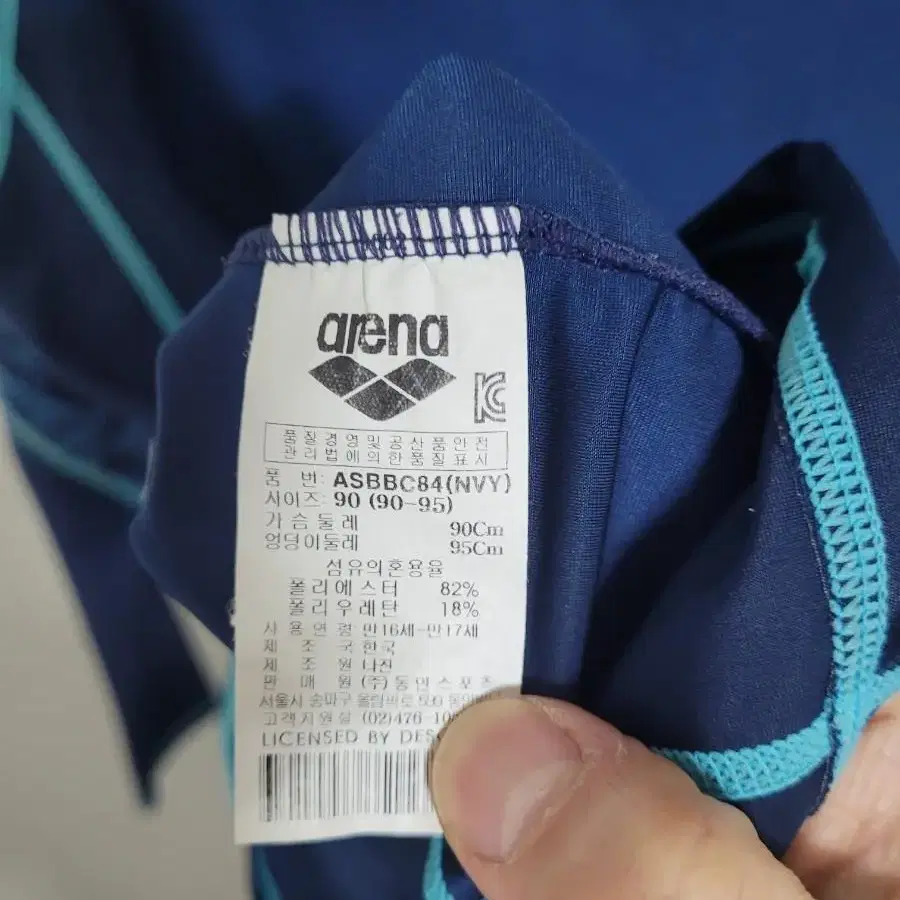 arena
품질경영및공산품안전
관리법에의한품질표시
품 번: ASBBC84(NVY)
사이즈: 90 (90~95)
가슴둘레 90Cm
엉덩이둘레 95Cm
섬유의혼용율
폴리에스터 82%
폴리우레탄 18%
사용연령: 만16세-만17세
제 조 국 한국
제 조 원 나진
판 매 원 (주)동인스포츠
서울시 송파구 올림픽로
고객지원실 (02)476-
LICENSED BY